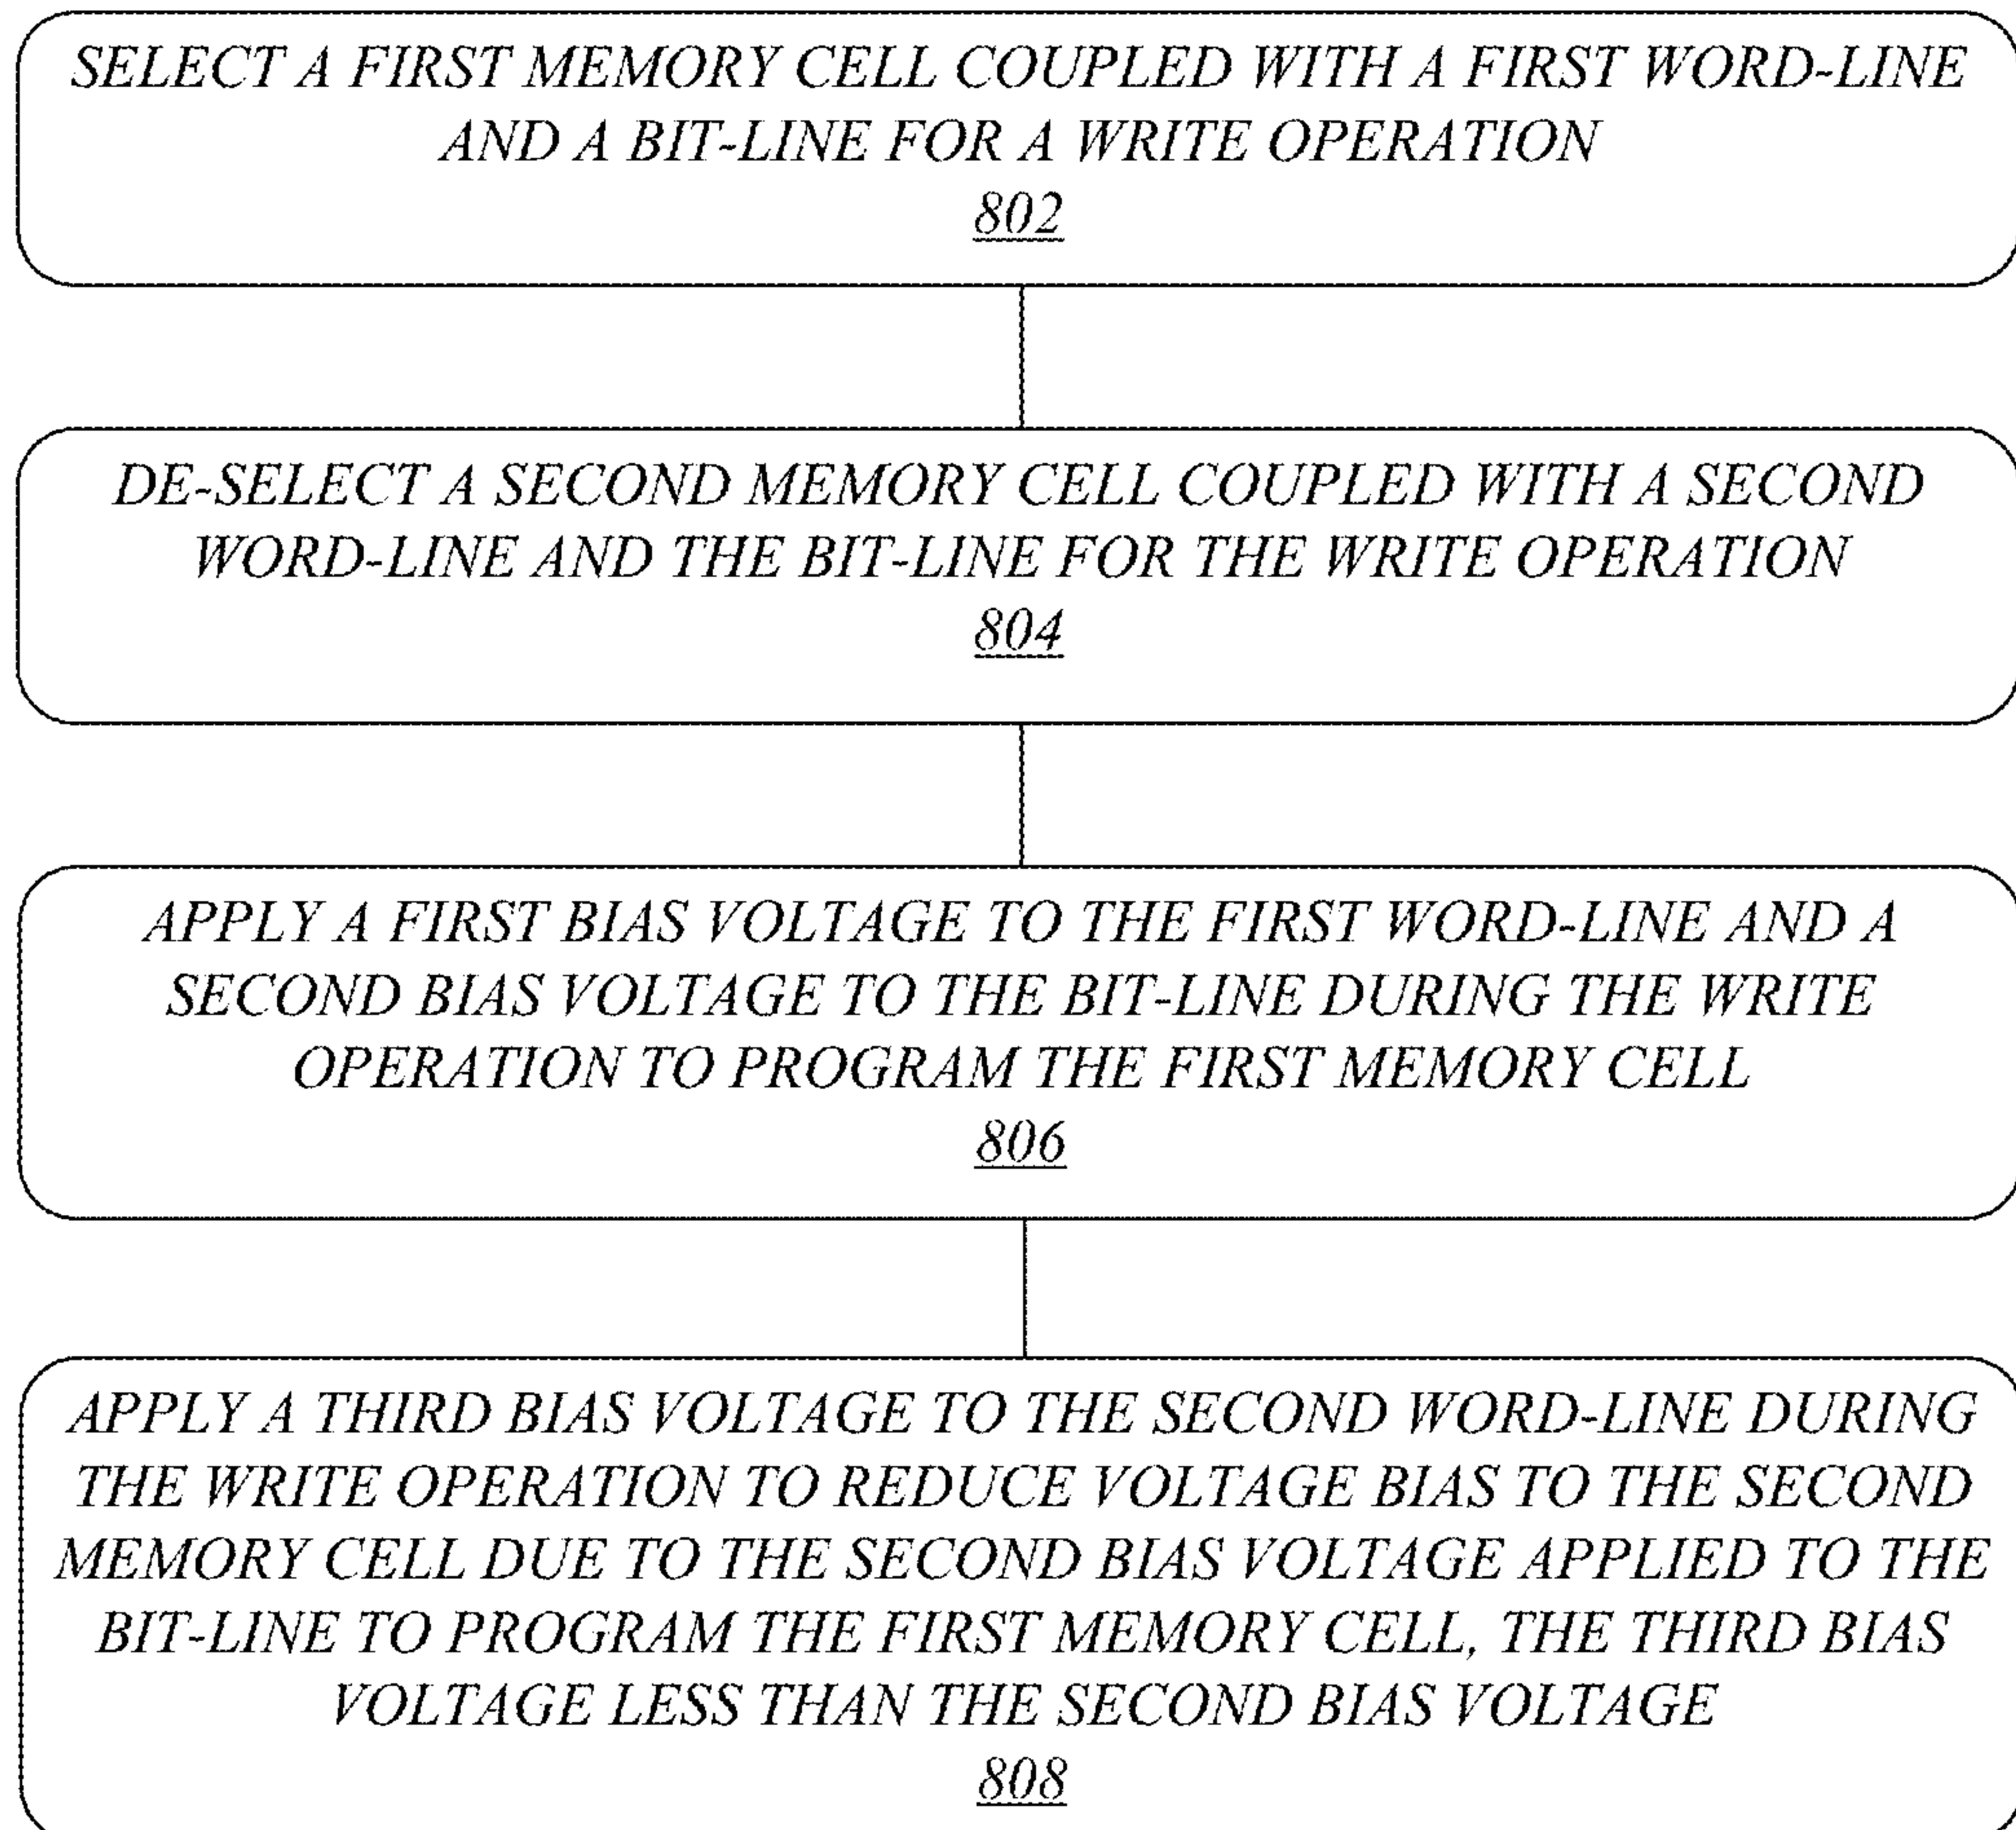 SELECT A FIRST MEMORY CELL COUPLED WITH A FIRST WORD-LINE
AND A BIT-LINE FOR A WRITE OPERATION
802
DE-SELECT A SECOND MEMORY CELL COUPLED WITH A SECOND
WORD-LINE AND THE BIT-LINE FOR THE WRITE OPERATION
804
APPLY A FIRST BIAS VOLTAGE TO THE FIRST WORD-LINE AND A
SECOND BIAS VOLTAGE TO THE BIT-LINE DURING THE WRITE
OPERATION TO PROGRAM THE FIRST MEMORY CELL
806
APPLY A THIRD BIAS VOLTAGE TO THE SECOND WORD-LINE DURING
THE WRITE OPERATION TO REDUCE VOLTAGE BIAS TO THE SECOND
MEMORY CELL DUE TO THE SECOND BIAS VOLTAGE APPLIED TO THE
BIT-LINE TO PROGRAM THE FIRST MEMORY CELL, THE THIRD BIAS
VOLTAGE LESS THAN THE SECOND BIAS VOLTAGE
808